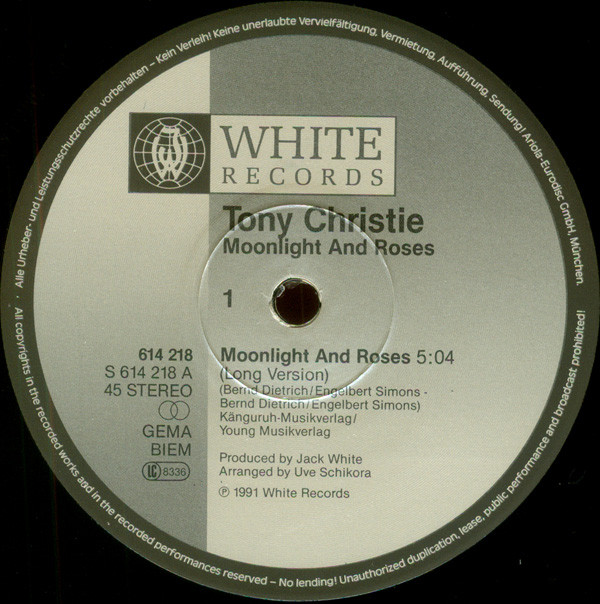 Alle Urheber- und Leistungsschutzrechte vorbehalten – Kein Verleih! Keine unerlaubte Vervielfältigung, Vermietung, Aufführung, Sendung! Ariola-Eurodisc GmbH, München.
WHITE
RECORDS
Tony Christie
Moonlight And Roses
1
614 218
S 614 218 A
45 STEREO
GEMA
BIEM
LC 8336
Moonlight And Roses 5:04
(Long Version)
(Bernd Dietrich/Engelbert Simons -
Bernd Dietrich/Engelbert Simons)
Känguruh-Musikverlag/
Young Musikverlag
Produced by Jack White
Arranged by Uve Schikora
℗ 1991 White Records
All copyrights in the recorded works and in the recorded performances reserved – No lending! Unauthorized duplication, lease, public performance and broadcast prohibited!